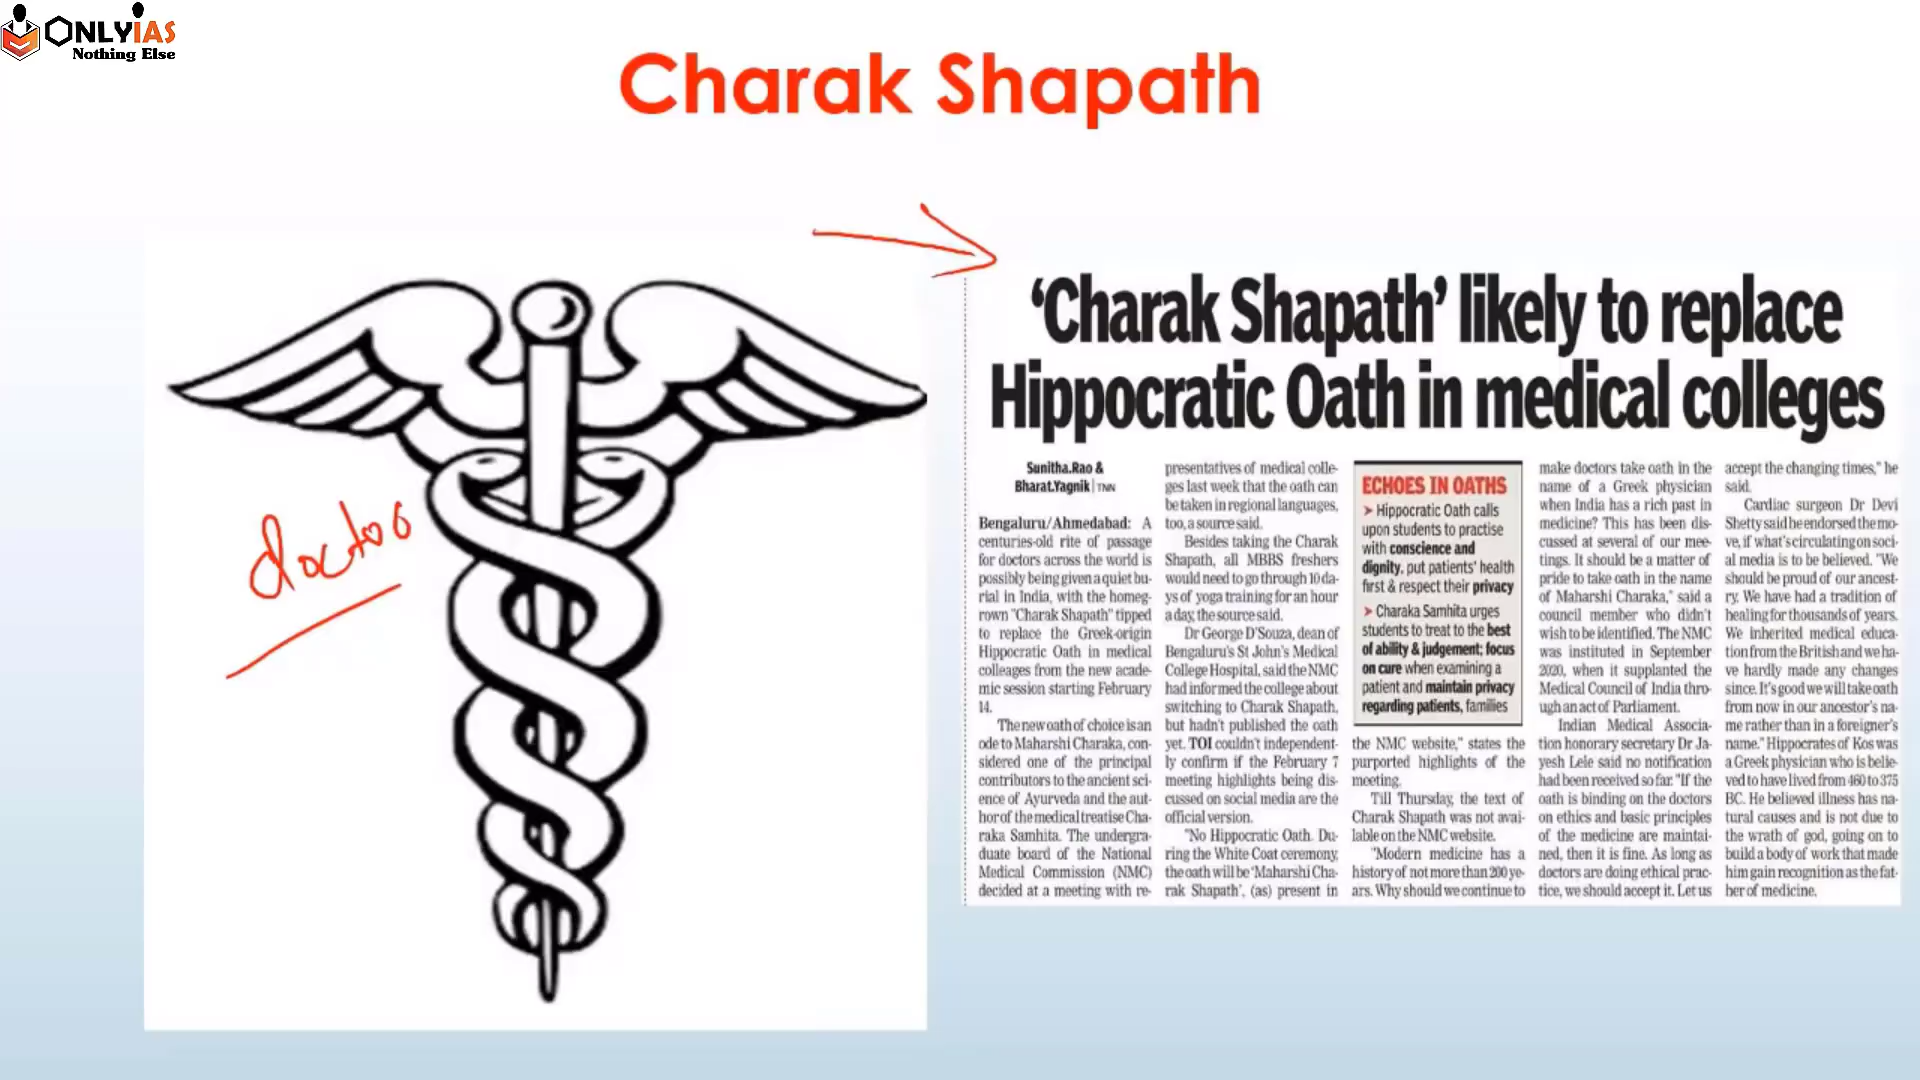 ONLYIAS
Nothing Else
Charak Shapath
doctor
‘Charak Shapath’ likely to replace
Hippocratic Oath in medical colleges
Sunitha.Rao &
Bharat.Yagnik | TNN
Bengaluru/Ahmedabad: A
centuries-old rite of passage
for doctors across the world is
possibly being given a quiet bu-
rial in India, with the homeg-
rown "Charak Shapath" tipped
to replace the Greek-origin
Hippocratic Oath in medical
colleages from the new acade-
mic session starting February
14.
The new oath of choice is an
ode to Maharshi Charaka, con-
sidered one of the principal
contributors to the ancient sci-
ence of Ayurveda and the aut-
hor of the medical treatise Cha-
raka Samhita. The undergra-
duate board of the National
Medical Commission (NMC)
decided at a meeting with re-
presentatives of medical colle-
ges last week that the oath can
be taken in regional languages,
too, a source said.
Besides taking the Charak
Shapath, all MBBS freshers
would need to go through 10 da-
ys of yoga training for an hour
a day, the source said.
Dr George D'Souza, dean of
Bengaluru's St John's Medical
College Hospital, said the NMC
had informed the college about
switching to Charak Shapath,
but hadn't published the oath
yet. TOI couldn't independent-
ly confirm if the February 7
meeting highlights being dis-
cussed on social media are the
official version.
"No Hippocratic Oath. Du-
ring the White Coat ceremony,
the oath will be 'Maharshi Cha-
rak Shapath', (as) present in
ECHOES IN OATHS
➤ Hippocratic Oath calls
upon students to practise
with conscience and
dignity, put patients' health
first & respect their privacy
➤ Charaka Samhita urges
students to treat to the best
of ability & judgement; focus
on cure when examining a
patient and maintain privacy
regarding patients, families
the NMC website," states the
purported highlights of the
meeting.
Till Thursday, the text of
Charak Shapath was not avai-
lable on the NMC website.
"Modern medicine has a
history of not more than 200 ye-
ars. Why should we continue to
make doctors take oath in the
name of a Greek physician
when India has a rich past in
medicine? This has been dis-
cussed at several of our mee-
tings. It should be a matter of
pride to take oath in the name
of Maharshi Charaka," said a
council member who didn't
wish to be identified. The NMC
was instituted in September
2020, when it supplanted the
Medical Council of India thro-
ugh an act of Parliament.
Indian Medical Associa-
tion honorary secretary Dr Ja-
yesh Lele said no notification
had been received so far. "If the
oath is binding on the doctors
on ethics and basic principles
of the medicine are maintai-
ned, then it is fine. As long as
doctors are doing ethical prac-
tice, we should accept it. Let us
accept the changing times," he
said.
Cardiac surgeon Dr Devi
Shetty said he endorsed the mo-
ve, if what's circulating on soci-
al media is to be believed. "We
should be proud of our ancest-
ry. We have had a tradition of
healing for thousands of years.
We inherited medical educa-
tion from the British and we ha-
ve hardly made any changes
since. It's good we will take oath
from now in our ancestor's na-
me rather than in a foreigner's
name." Hippocrates of Kos was
a Greek physician who is belie-
ved to have lived from 460 to 375
BC. He believed illness has na-
tural causes and is not due to
the wrath of god, going on to
build a body of work that made
him gain recognition as the fat-
her of medicine.